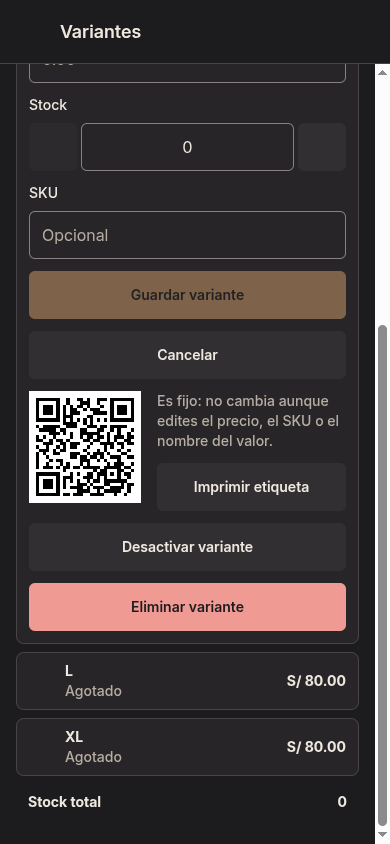 Variantes
Stock
0
SKU
Opcional
Guardar variante
Cancelar
Es fijo: no cambia aunque
edites el precio, el SKU o el
nombre del valor.
Imprimir etiqueta
Desactivar variante
Eliminar variante
L
Agotado
S/ 80.00
XL
Agotado
S/ 80.00
Stock total
0